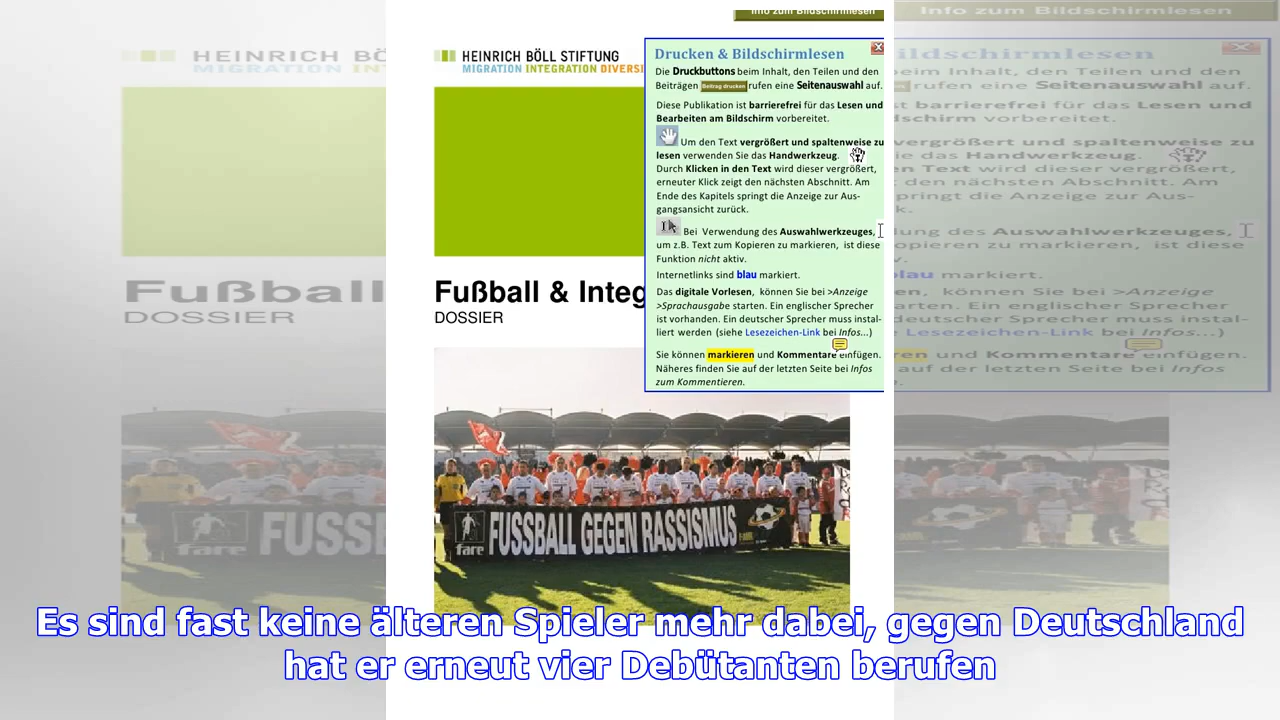 Info zum Bildschirmlesen
HEINRICH BÖLL STIFTUNG
MIGRATION INTEGRATION DIVERSI
Drucken & Bildschirmlesen
Die Druckbuttons beim Inhalt, den Teilen und den
Beiträgen Beitrag drucken rufen eine Seitenauswahl auf.
Diese Publikation ist barrierefrei für das Lesen und
Bearbeiten am Bildschirm vorbereitet.
Um den Text vergrößert und spaltenweise zu
lesen verwenden Sie das Handwerkzeug.
Durch Klicken in den Text wird dieser vergrößert,
erneuter Klick zeigt den nächsten Abschnitt. Am
Ende des Kapitels springt die Anzeige zur Aus-
gangsansicht zurück.
Bei Verwendung des Auswahlwerkzeuges,
um z.B. Text zum Kopieren zu markieren, ist diese
Funktion nicht aktiv.
Internetlinks sind blau markiert.
Das digitale Vorlesen, können Sie bei >Anzeige
>Sprachausgabe starten. Ein englischer Sprecher
ist vorhanden. Ein deutscher Sprecher muss instal-
liert werden (siehe Lesezeichen-Link bei Infos...)
Sie können markieren und Kommentare einfügen.
Näheres finden Sie auf der letzten Seite bei Infos
zum Kommentieren.
Fußball & Integ
DOSSIER
fare
FUSSBALL GEGEN RASSISMUS
Es sind fast keine älteren Spieler mehr dabei, gegen Deutschland
hat er erneut vier Debütanten berufen